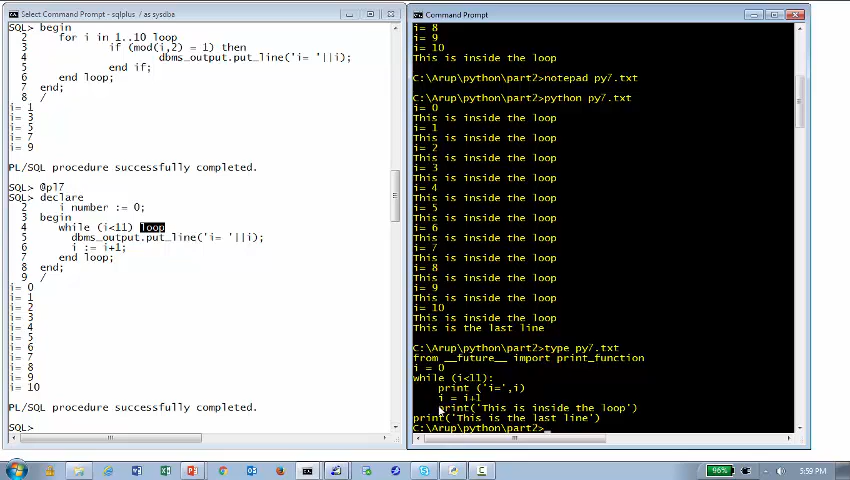 Select Command Prompt - sqlplus / as sysdba
SQL> begin
2 for i in 1..10 loop
3 if (mod(i,2) = 1) then
4 dbms_output.put_line('i= '||i);
5 end if;
6 end loop;
7 end;
8 /
i= 1
i= 3
i= 5
i= 7
i= 9
PL/SQL procedure successfully completed.
SQL> @pl7
SQL> declare
2 i number := 0;
3 begin
4 while (i<11) loop
5 dbms_output.put_line('i= '||i);
6 i := i+1;
7 end loop;
8 end;
9 /
i= 0
i= 1
i= 2
i= 3
i= 4
i= 5
i= 6
i= 7
i= 8
i= 9
i= 10
PL/SQL procedure successfully completed.
SQL>
Command Prompt
i= 8
i= 9
i= 10
This is inside the loop
C:\Arup\python\part2>notepad py7.txt
C:\Arup\python\part2>python py7.txt
i= 0
This is inside the loop
i= 1
This is inside the loop
i= 2
This is inside the loop
i= 3
This is inside the loop
i= 4
This is inside the loop
i= 5
This is inside the loop
i= 6
This is inside the loop
i= 7
This is inside the loop
i= 8
This is inside the loop
i= 9
This is inside the loop
i= 10
This is inside the loop
This is the last line
C:\Arup\python\part2>type py7.txt
from __future__ import print_function
i = 0
while (i<11):
print ('i=',i)
i = i+1
print('This is inside the loop')
print('This is the last line')
C:\Arup\python\part2>_
96%
5:59 PM